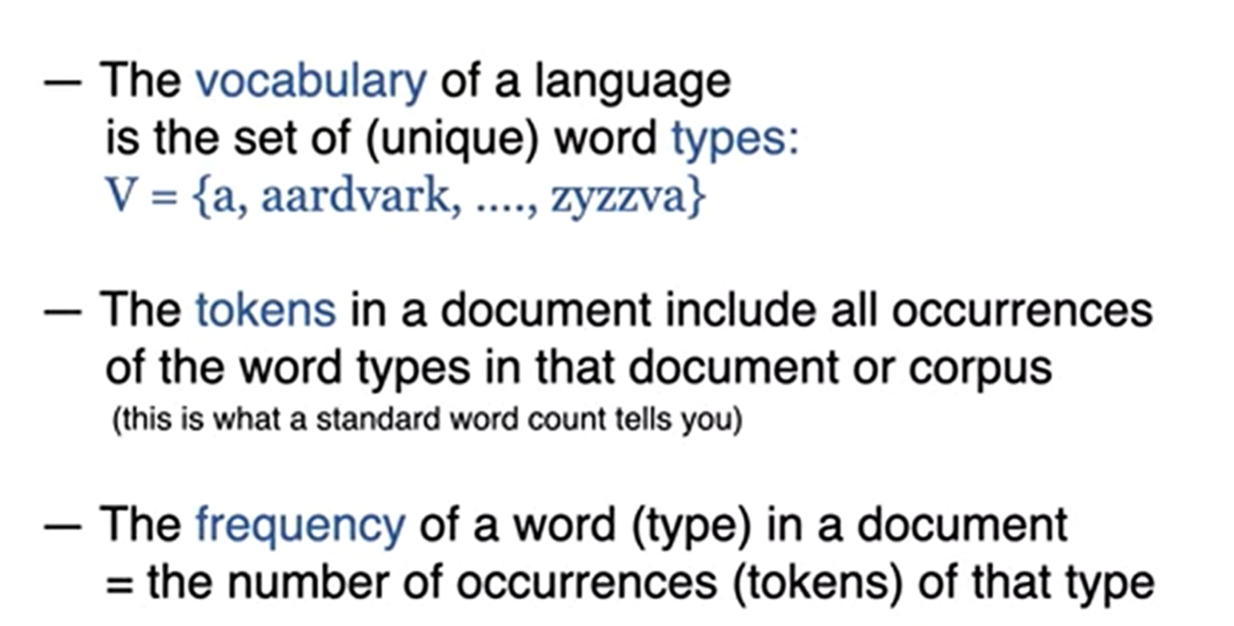 — The vocabulary of a language
is the set of (unique) word types:
V = {a, aardvark, ...., zyzzva}
— The tokens in a document include all occurrences
of the word types in that document or corpus
(this is what a standard word count tells you)
— The frequency of a word (type) in a document
= the number of occurrences (tokens) of that type